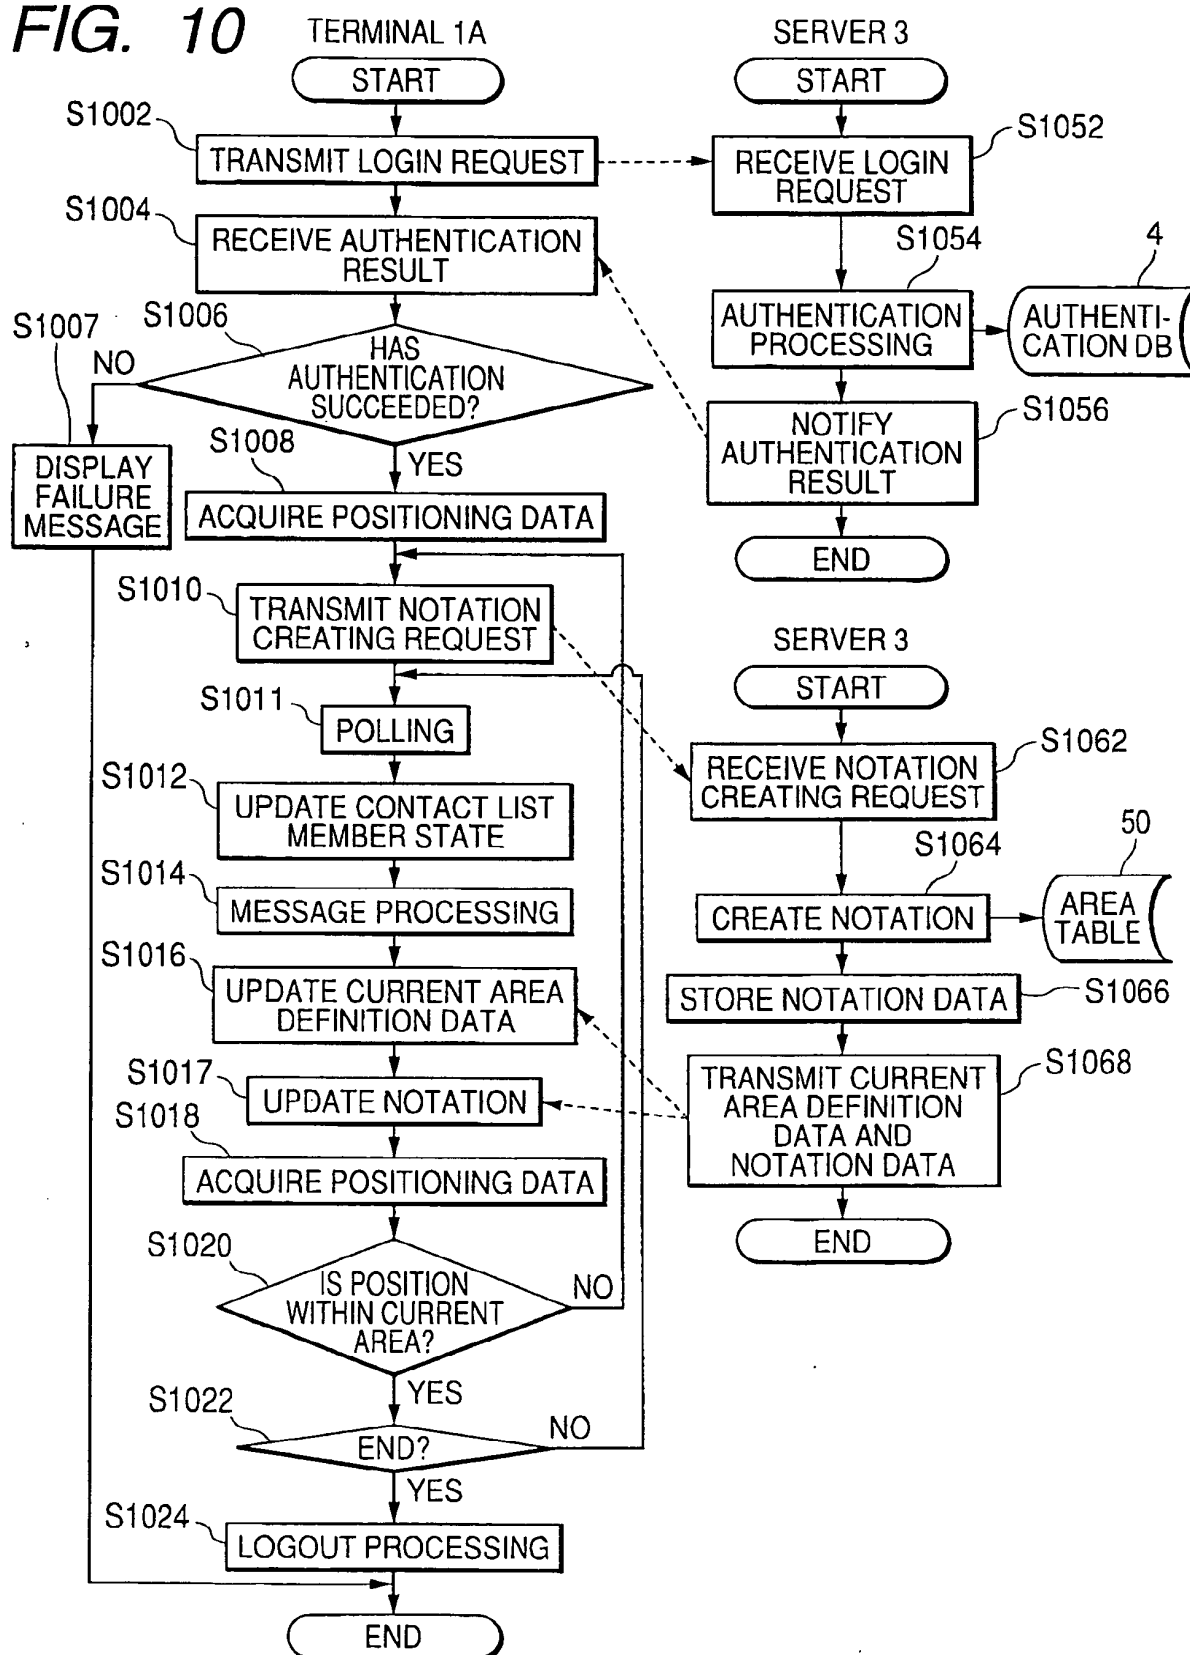 FIG. 10
TERMINAL 1A
START
S1002
TRANSMIT LOGIN REQUEST
S1004
RECEIVE AUTHENTICATION
RESULT
S1006
HAS
AUTHENTICATION
SUCCEEDED?
NO
S1007
DISPLAY
FAILURE
MESSAGE
YES
S1008
ACQUIRE POSITIONING DATA
S1010
TRANSMIT NOTATION
CREATING REQUEST
S1011
POLLING
S1012
UPDATE CONTACT LIST
MEMBER STATE
S1014
MESSAGE PROCESSING
S1016
UPDATE CURRENT AREA
DEFINITION DATA
S1017
UPDATE NOTATION
S1018
ACQUIRE POSITIONING DATA
S1020
IS POSITION
WITHIN CURRENT
AREA?
NO
YES
S1022
END?
NO
YES
S1024
LOGOUT PROCESSING
END
SERVER 3
START
S1052
RECEIVE LOGIN
REQUEST
S1054
AUTHENTICATION
PROCESSING
4
AUTHENTI-
CATION DB
S1056
NOTIFY
AUTHENTICATION
RESULT
END
SERVER 3
START
S1062
RECEIVE NOTATION
CREATING REQUEST
S1064
CREATE NOTATION
50
AREA
TABLE
S1066
STORE NOTATION DATA
S1068
TRANSMIT CURRENT
AREA DEFINITION
DATA AND
NOTATION DATA
END